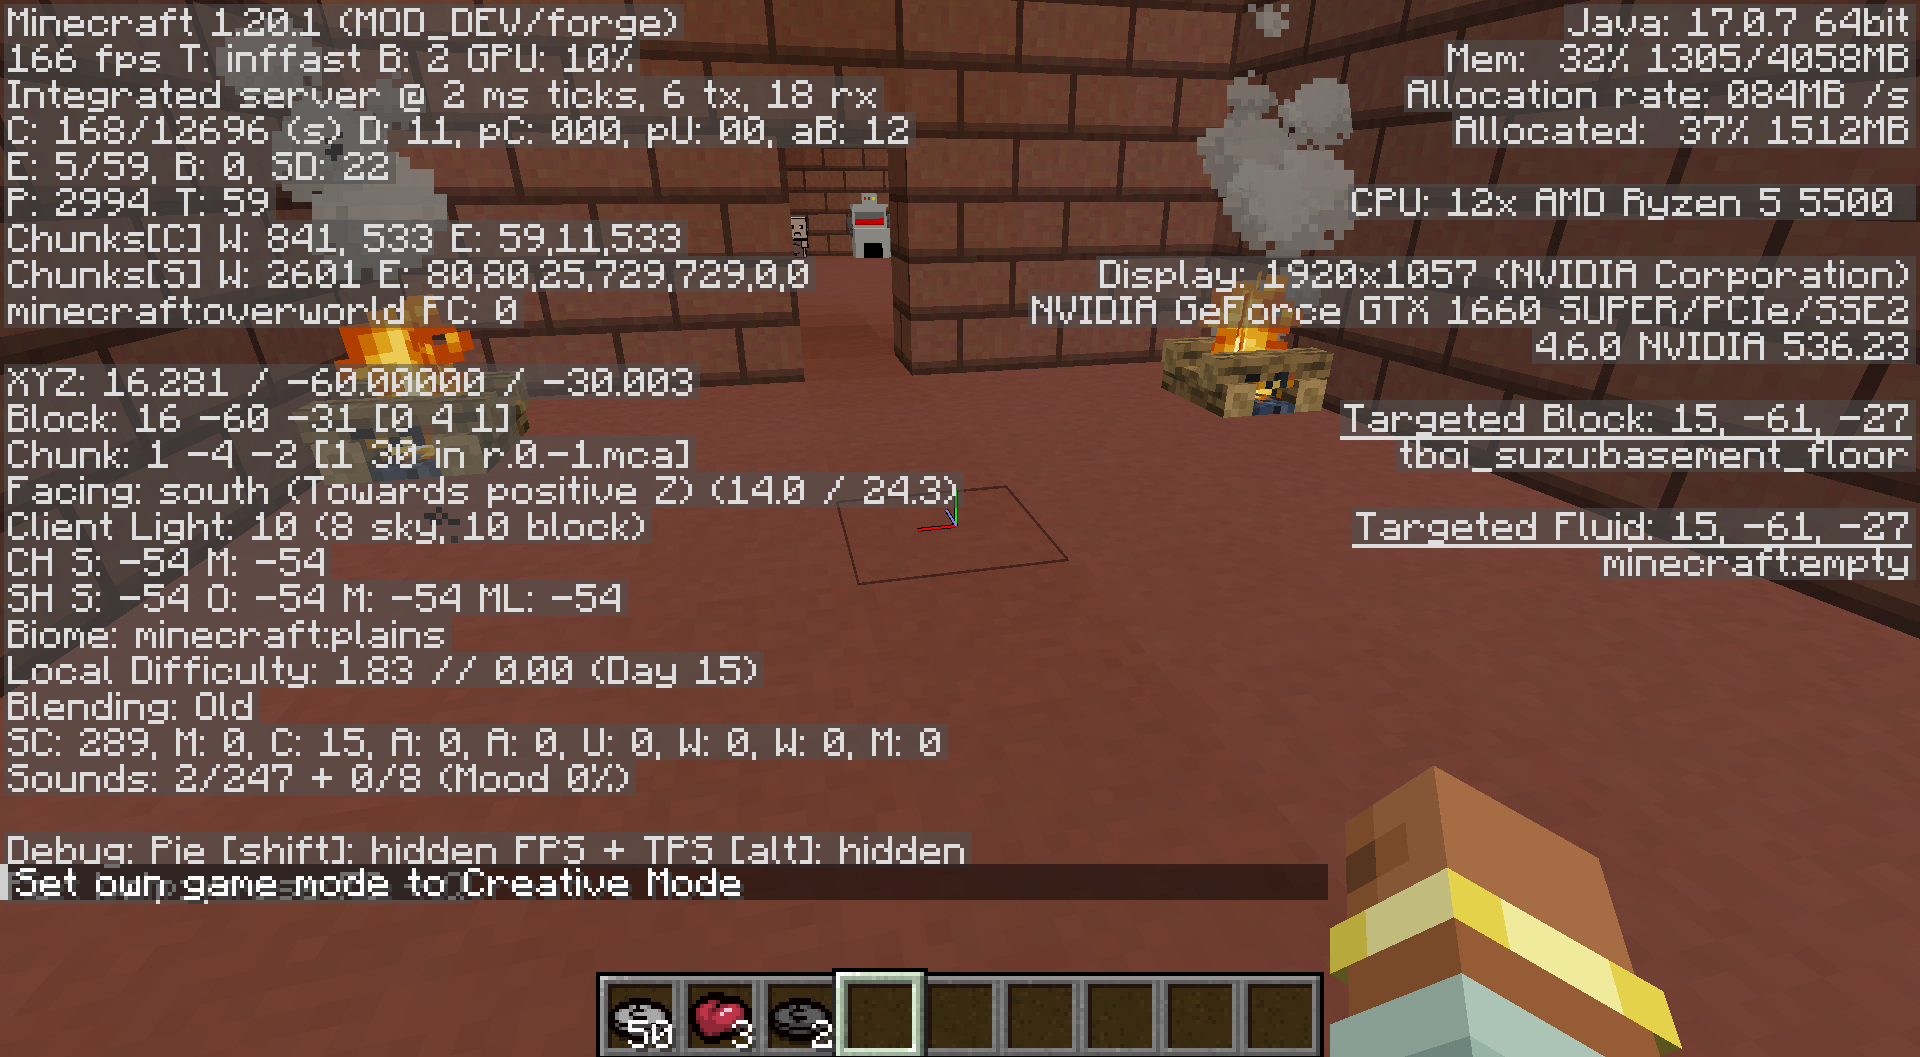 Minecraft 1.20.1 (MOD_DEV/forge)
166 fps T: inffast B: 2 GPU: 10%
Integrated server @ 2 ms ticks, 6 tx, 18 rx
C: 168/12696 (s) D: 11, pC: 000, pU: 00, aB: 12
E: 5/59, B: 0, SD: 22
P: 2994. T: 59
Chunks[C] W: 841, 533 E: 59,11,533
Chunks[S] W: 2601 E: 80,80,25,729,729,0,0
minecraft:overworld FC: 0
XYZ: 16.281 / -60.00000 / -30.003
Block: 16 -60 -31 [0 4 1]
Chunk: 1 -4 -2 [1 30 in r.0.-1.mca]
Facing: south (Towards positive Z) (14.0 / 24.3)
Client Light: 10 (8 sky, 10 block)
CH S: -54 M: -54
SH S: -54 O: -54 M: -54 ML: -54
Biome: minecraft:plains
Local Difficulty: 1.83 // 0.00 (Day 15)
Blending: Old
SC: 289, M: 0, C: 15, A: 0, A: 0, U: 0, W: 0, W: 0, M: 0
Sounds: 2/247 + 0/8 (Mood 0%)
Debug: Pie [shift]: hidden FPS + TPS [alt]: hidden
Set own game mode to Creative Mode
Java: 17.0.7 64bit
Mem: 32% 1305/4058MB
Allocation rate: 084MB /s
Allocated: 37% 1512MB
CPU: 12x AMD Ryzen 5 5500
Display: 1920x1057 (NVIDIA Corporation)
NVIDIA GeForce GTX 1660 SUPER/PCIe/SSE2
4.6.0 NVIDIA 536.23
Targeted Block: 15, -61, -27
tboi_suzu:basement_floor
Targeted Fluid: 15, -61, -27
minecraft:empty
50
3
2